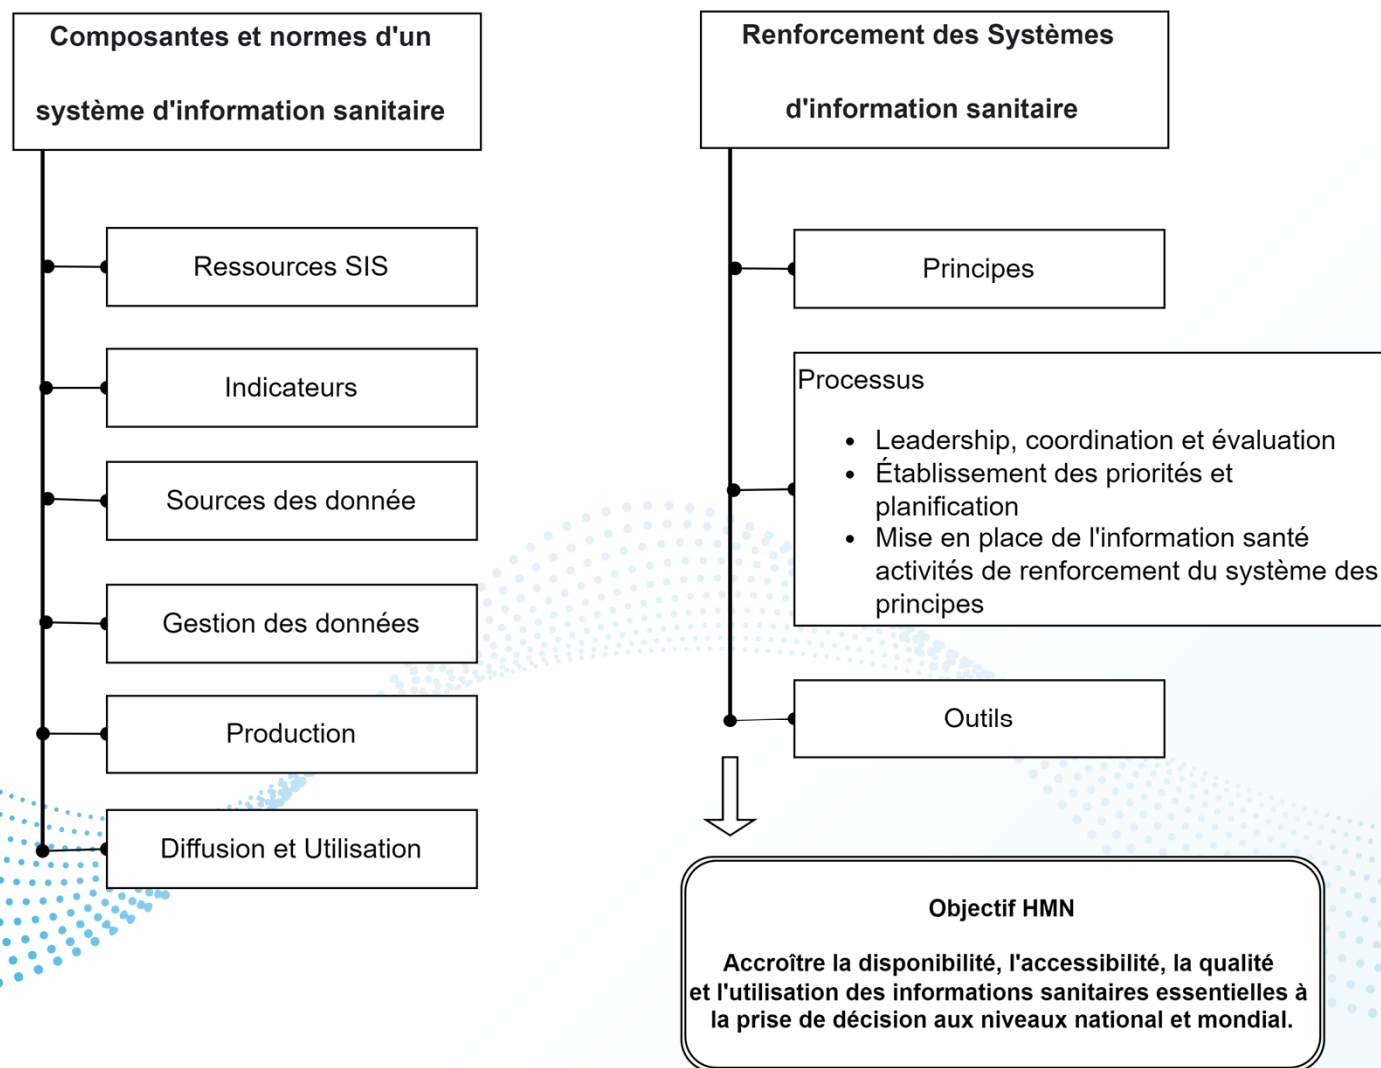 Composantes et normes d'un
système d'information sanitaire
Ressources SIS
Indicateurs
Sources des donnée
Gestion des données
Production
Diffusion et Utilisation
Renforcement des Systèmes
d'information sanitaire
Principes
Processus
• Leadership, coordination et évaluation
• Établissement des priorités et
planification
• Mise en place de l'information santé
activités de renforcement du système des
principes
Outils
Objectif HMN
Accroître la disponibilité, l'accessibilité, la qualité
et l'utilisation des informations sanitaires essentielles à
la prise de décision aux niveaux national et mondial.